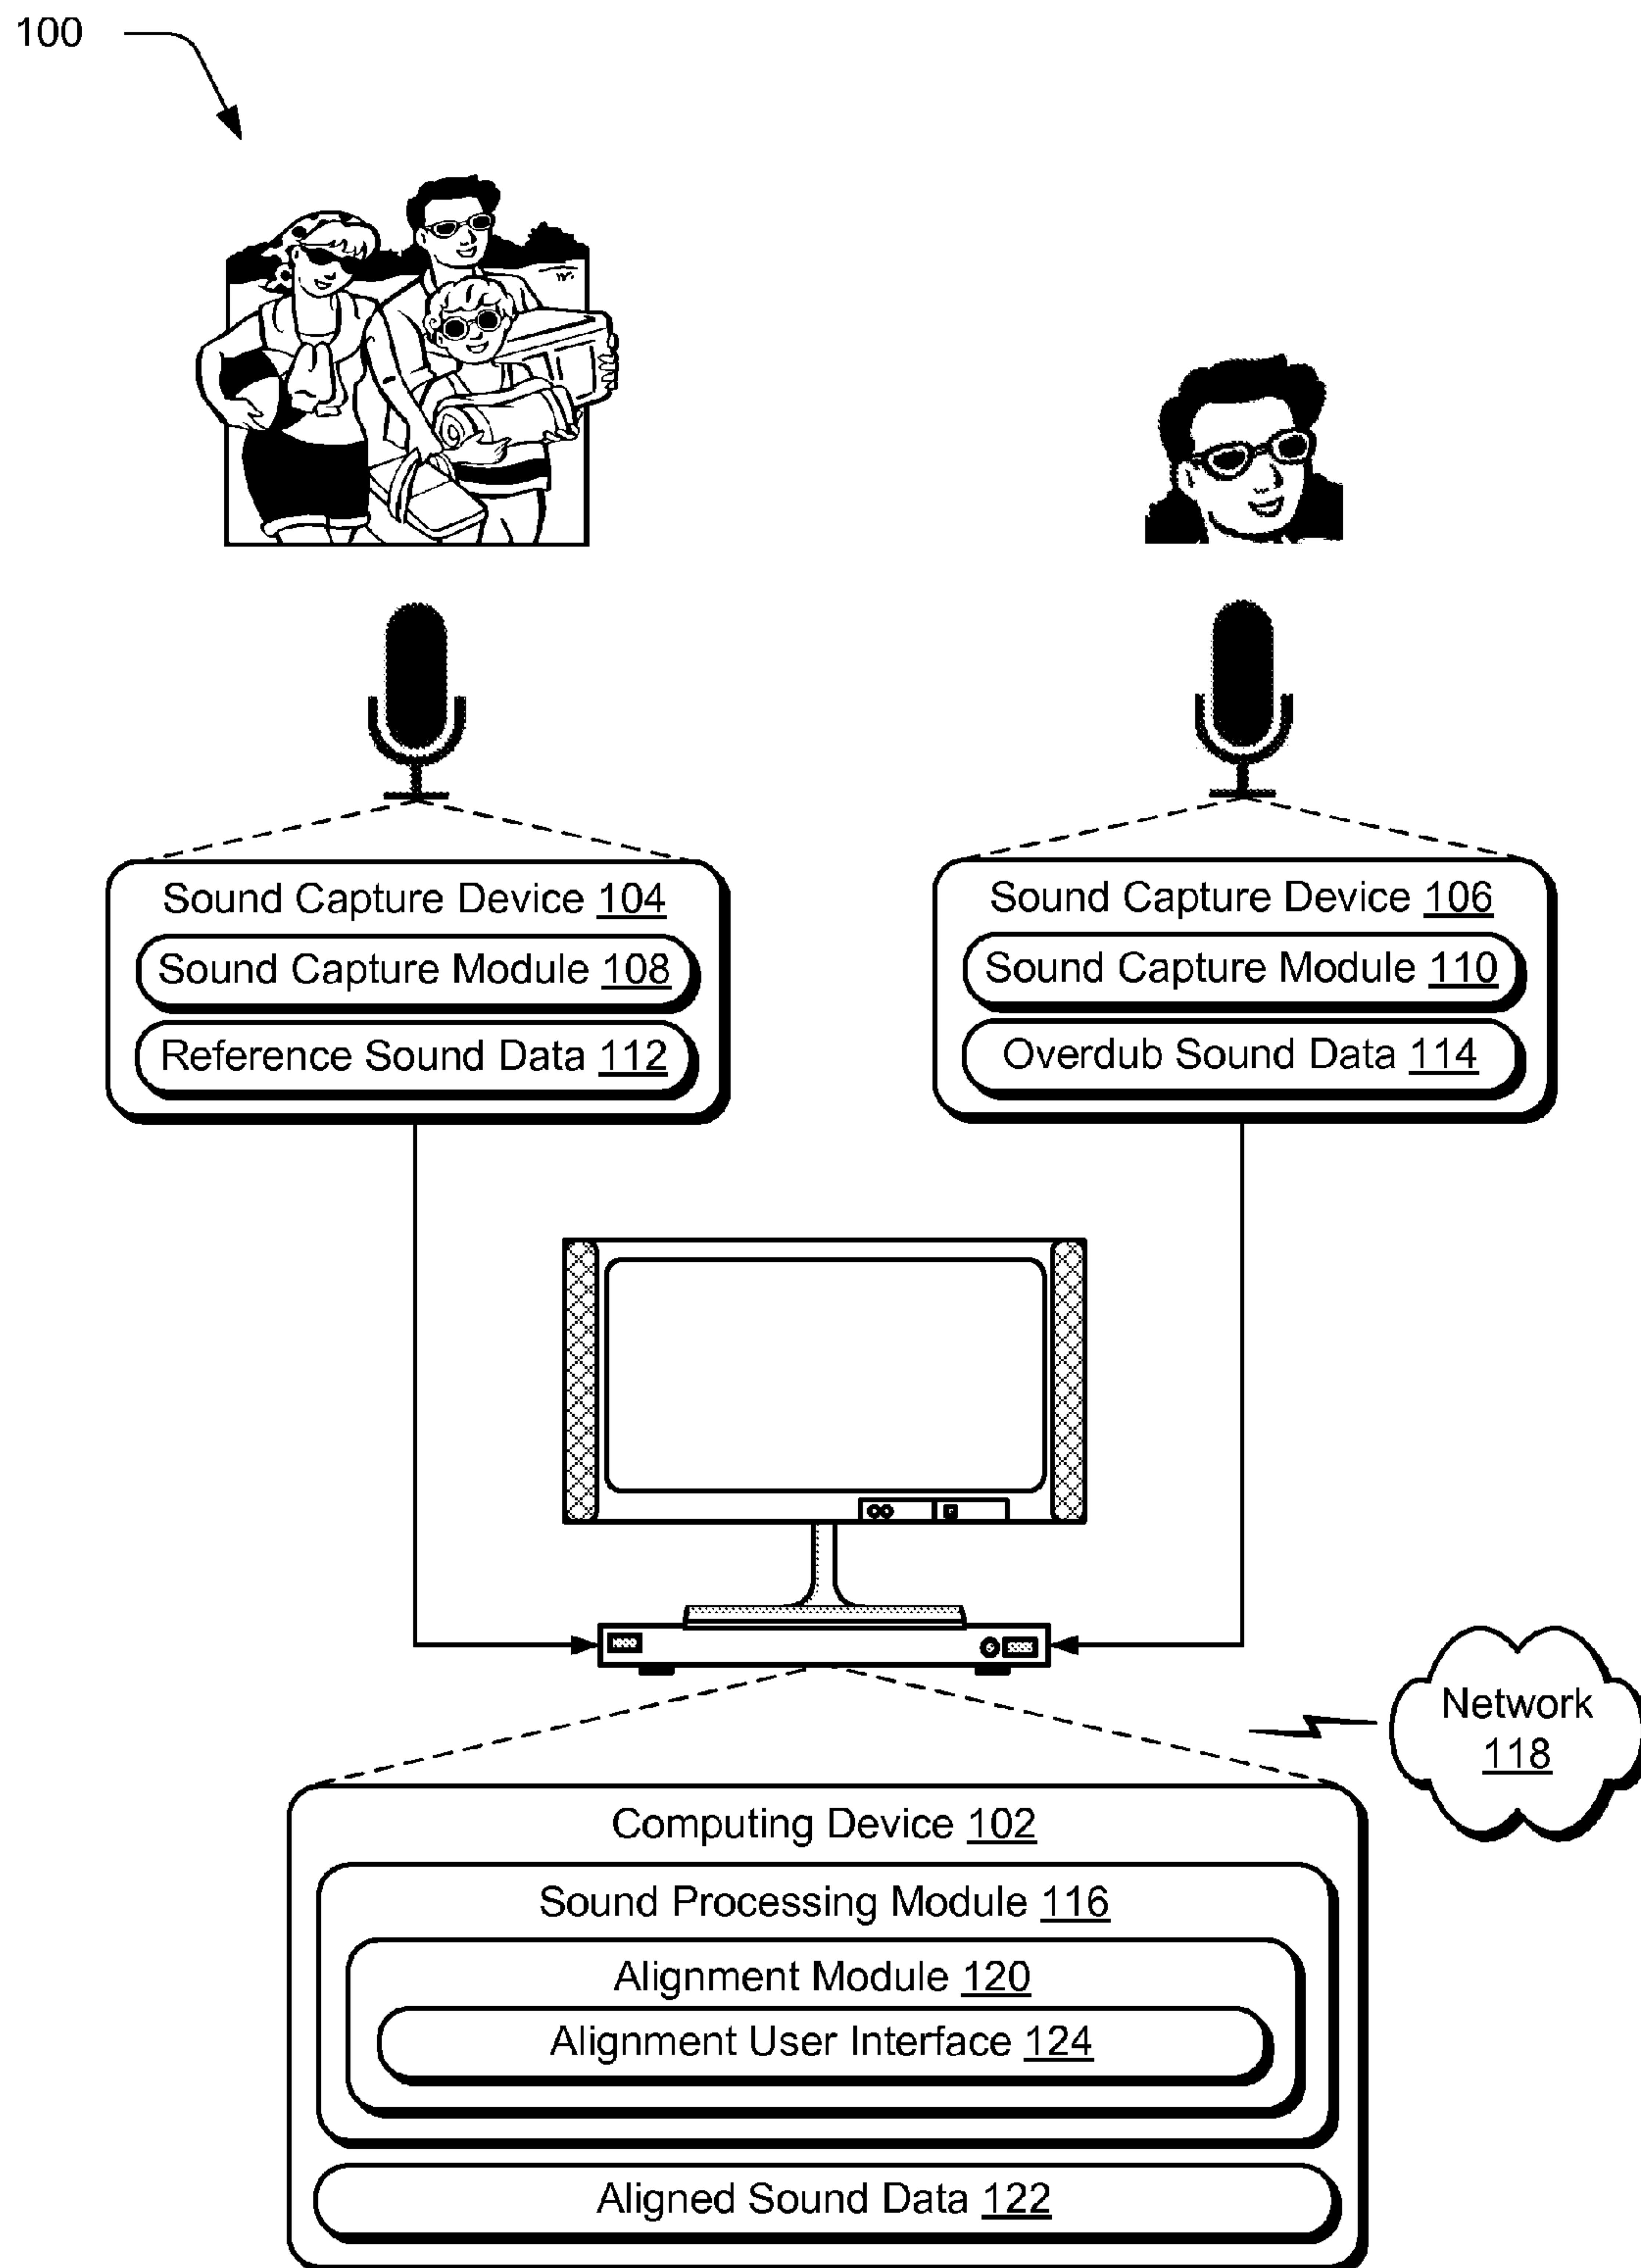 100
Sound Capture Device 104
Sound Capture Module 108
Reference Sound Data 112
Sound Capture Device 106
Sound Capture Module 110
Overdub Sound Data 114
Network
118
Computing Device 102
Sound Processing Module 116
Alignment Module 120
Alignment User Interface 124
Aligned Sound Data 122